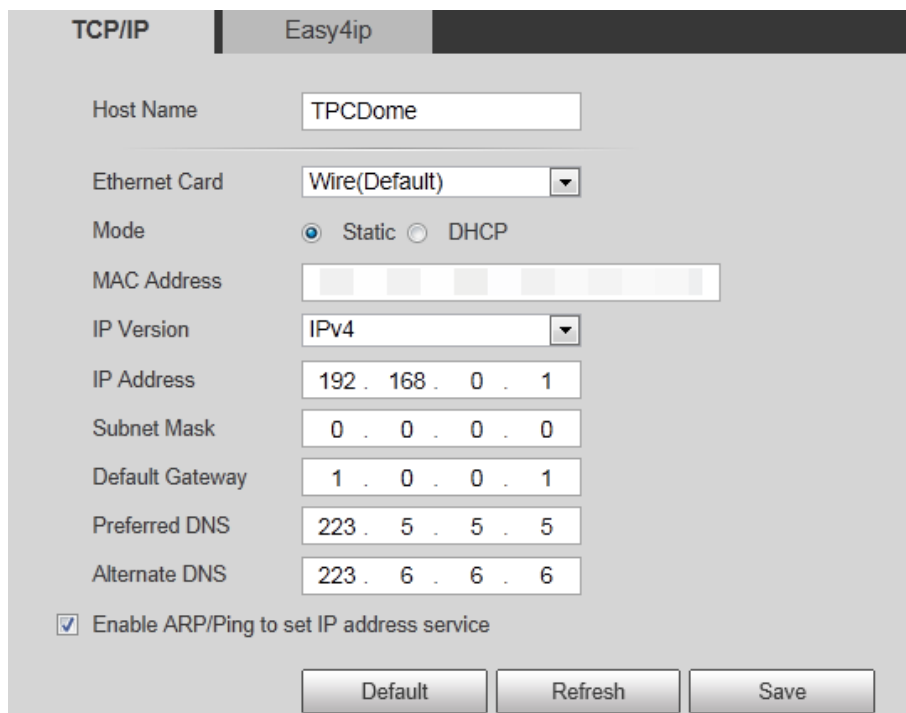 TCP/IP Easy4ip
Host Name TPCDome
Ethernet Card Wire(Default)
Mode Static DHCP
MAC Address
IP Version IPv4
IP Address 192 . 168 . 0 . 1
Subnet Mask 0 . 0 . 0 . 0
Default Gateway 1 . 0 . 0 . 1
Preferred DNS 223 . 5 . 5 . 5
Alternate DNS 223 . 6 . 6 . 6
Enable ARP/Ping to set IP address service
Default Refresh Save